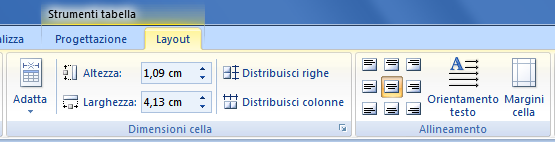 Strumenti tabella
alizza Progettazione Layout
Adatta
Altezza: 1,09 cm
Larghezza: 4,13 cm
Distribuisci righe
Distribuisci colonne
Dimensioni cella
Orientamento
testo
Margini
cella
Allineamento